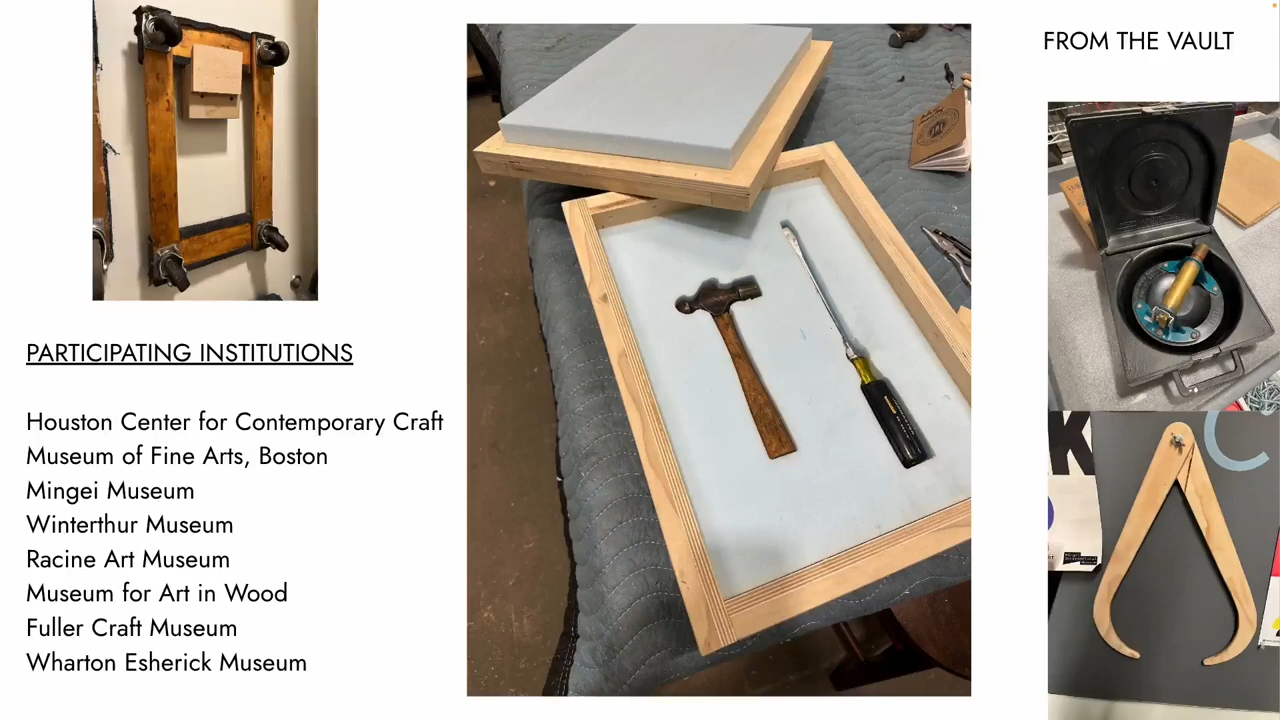 FROM THE VAULT
PARTICIPATING INSTITUTIONS
Houston Center for Contemporary Craft
Museum of Fine Arts, Boston
Mingei Museum
Winterthur Museum
Racine Art Museum
Museum for Art in Wood
Fuller Craft Museum
Wharton Esherick Museum
K
C